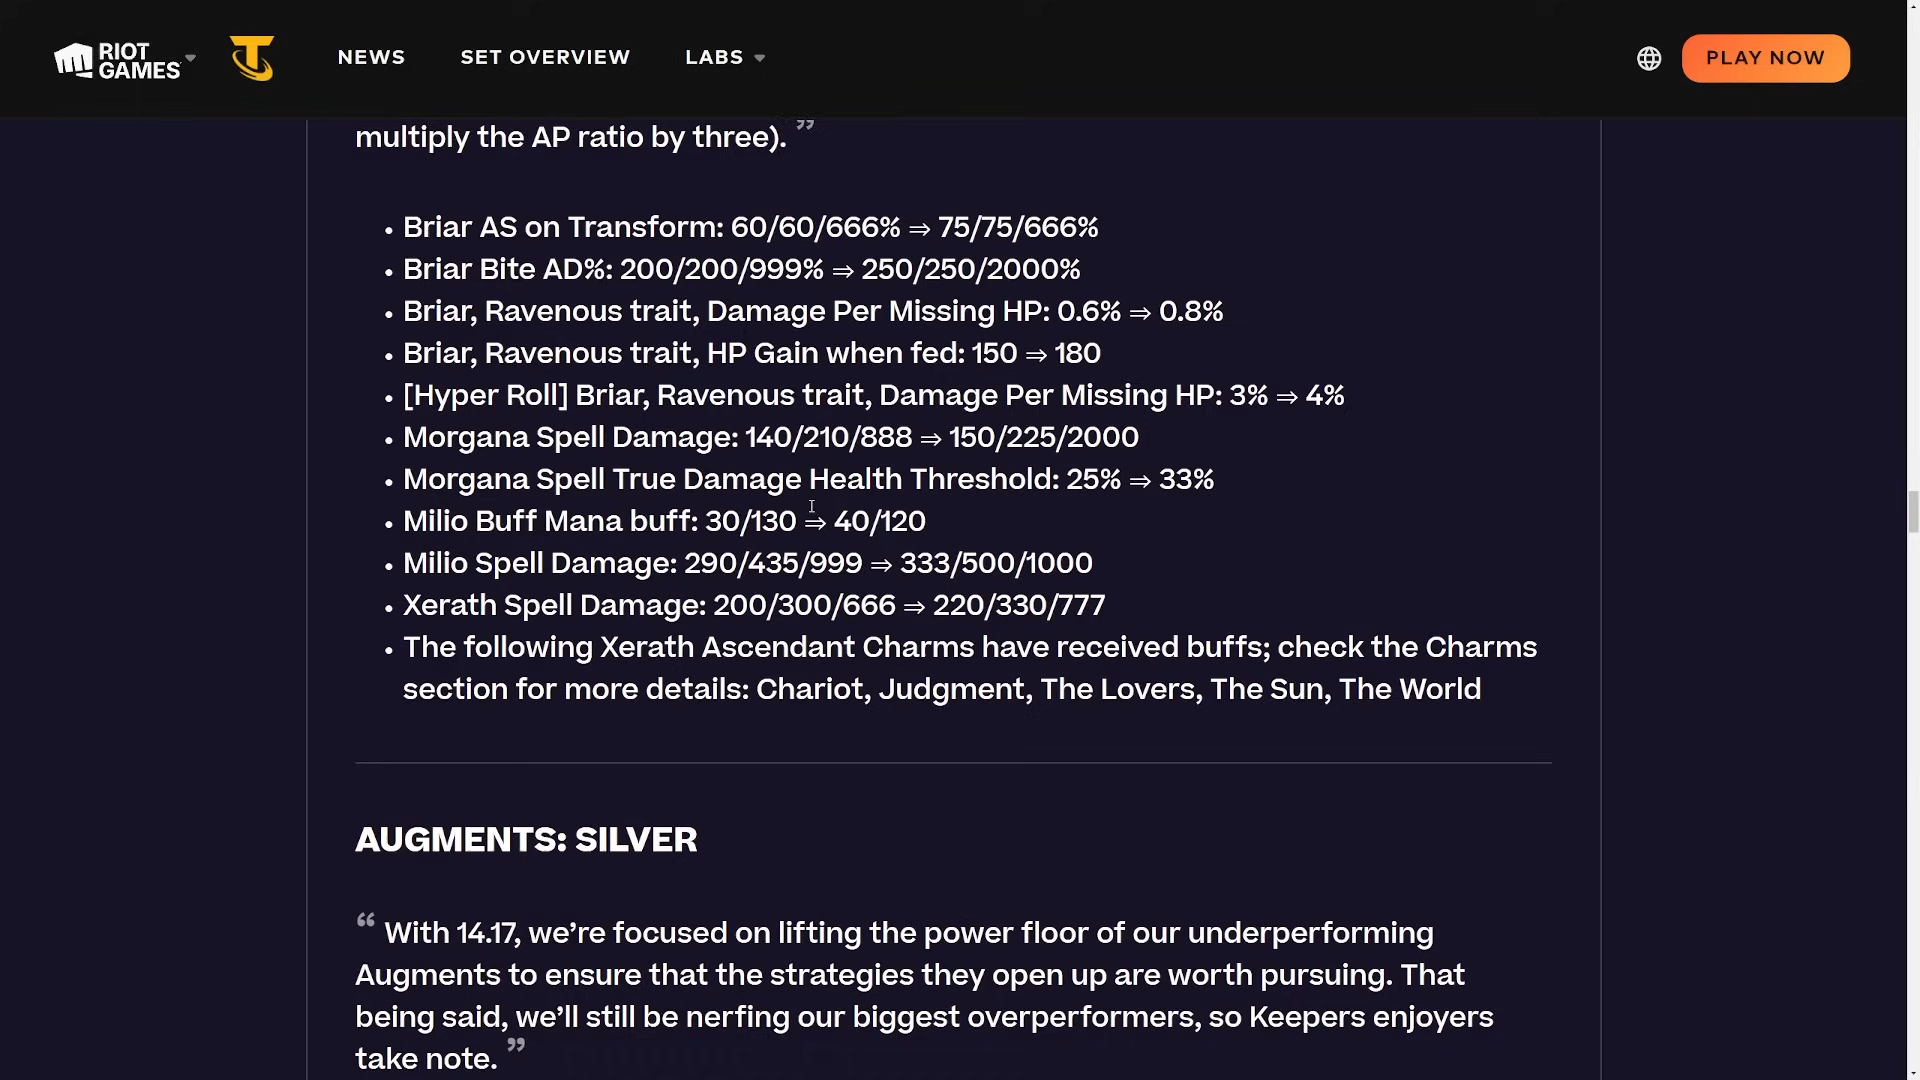 RIOT GAMES
NEWS
SET OVERVIEW
LABS
PLAY NOW
multiply the AP ratio by three). ”
• Briar AS on Transform: 60/60/666% ⇒ 75/75/666%
• Briar Bite AD%: 200/200/999% ⇒ 250/250/2000%
• Briar, Ravenous trait, Damage Per Missing HP: 0.6% ⇒ 0.8%
• Briar, Ravenous trait, HP Gain when fed: 150 ⇒ 180
• [Hyper Roll] Briar, Ravenous trait, Damage Per Missing HP: 3% ⇒ 4%
• Morgana Spell Damage: 140/210/888 ⇒ 150/225/2000
• Morgana Spell True Damage Health Threshold: 25% ⇒ 33%
• Milio Buff Mana buff: 30/130 ⇒ 40/120
• Milio Spell Damage: 290/435/999 ⇒ 333/500/1000
• Xerath Spell Damage: 200/300/666 ⇒ 220/330/777
• The following Xerath Ascendant Charms have received buffs; check the Charms
section for more details: Chariot, Judgment, The Lovers, The Sun, The World
AUGMENTS: SILVER
“ With 14.17, we’re focused on lifting the power floor of our underperforming
Augments to ensure that the strategies they open up are worth pursuing. That
being said, we’ll still be nerfing our biggest overperformers, so Keepers enjoyers
take note. ”